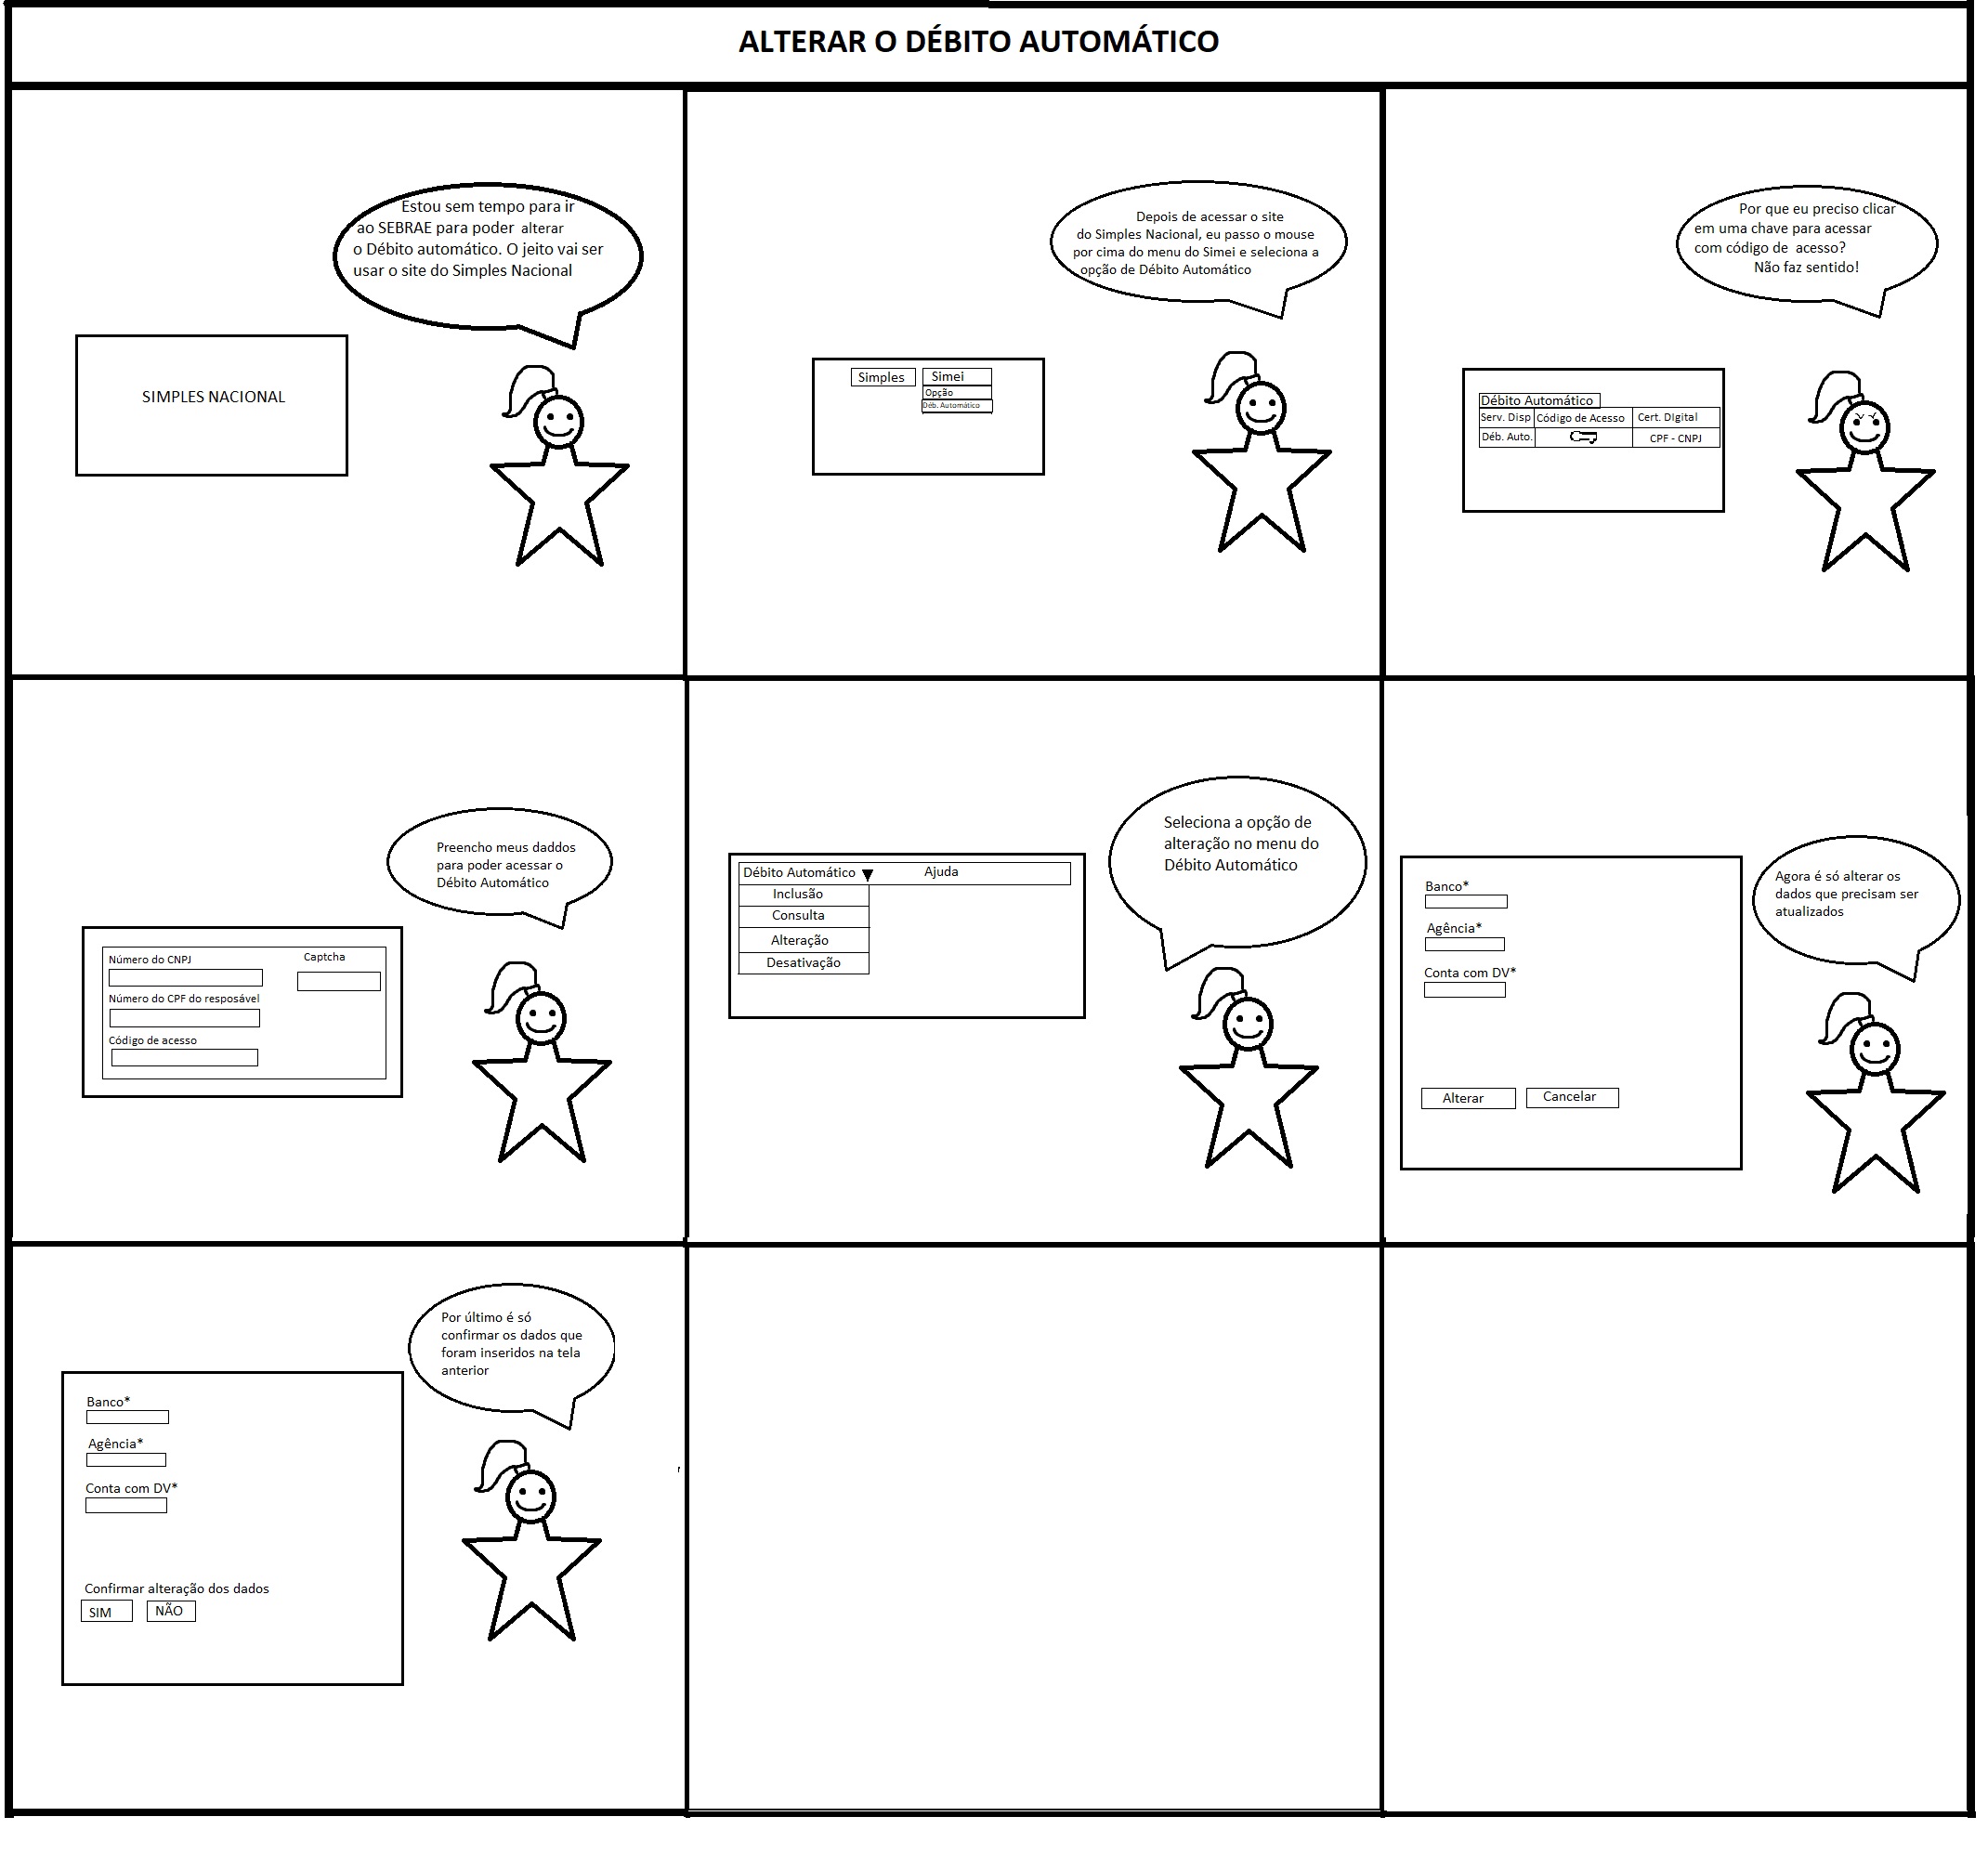 ALTERAR O DÉBITO AUTOMÁTICO
Estou sem tempo para ir
ao SEBRAE para poder alterar
o Débito automático. O jeito vai ser
usar o site do Simples Nacional
SIMPLES NACIONAL
Depois de acessar o site
do Simples Nacional, eu passo o mouse
por cima do menu do Simei e seleciona a
opção de Débito Automático
Simples Simei
Opção
Déb. Automático
Por que eu preciso clicar
em uma chave para acessar
com código de acesso?
Não faz sentido!
Débito Automático
Serv. Disp Código de Acesso Cert. DIgital
Déb. Auto. CPF - CNPJ
Preencho meus daddos
para poder acessar o
Débito Automático
Número do CNPJ Captcha
Número do CPF do resposável
Código de acesso
Seleciona a opção de
alteração no menu do
Débito Automático
Débito Automático ▼ Ajuda
Inclusão
Consulta
Alteração
Desativação
Agora é só alterar os
dados que precisam ser
atualizados
Banco*
Agência*
Conta com DV*
Alterar Cancelar
Por último é só
confirmar os dados que
foram inseridos na tela
anterior
Banco*
Agência*
Conta com DV*
Confirmar alteração dos dados
SIM NÃO